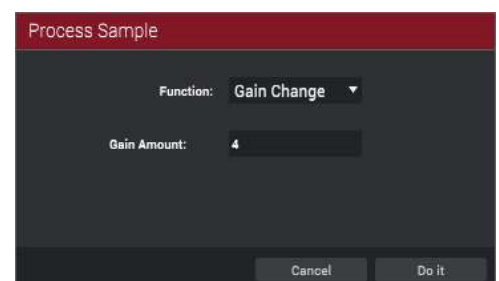 Process Sample
Function: Gain Change
Gain Amount: 4
Cancel Do it